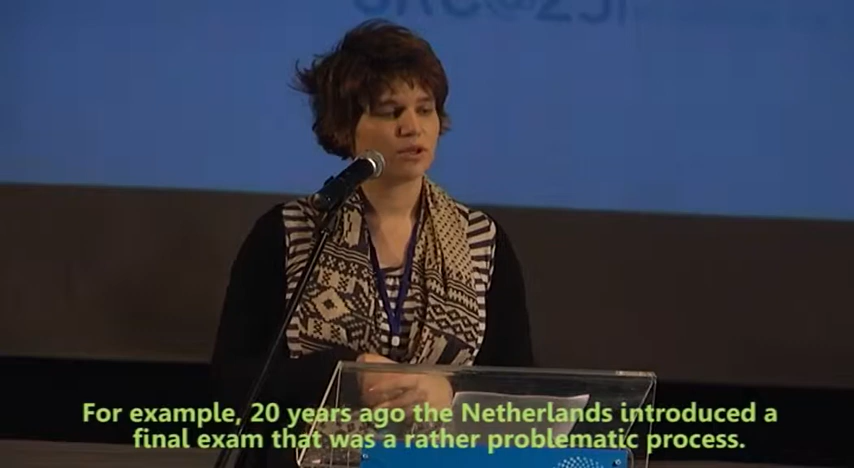 For example, 20 years ago the Netherlands introduced a
final exam that was a rather problematic process.